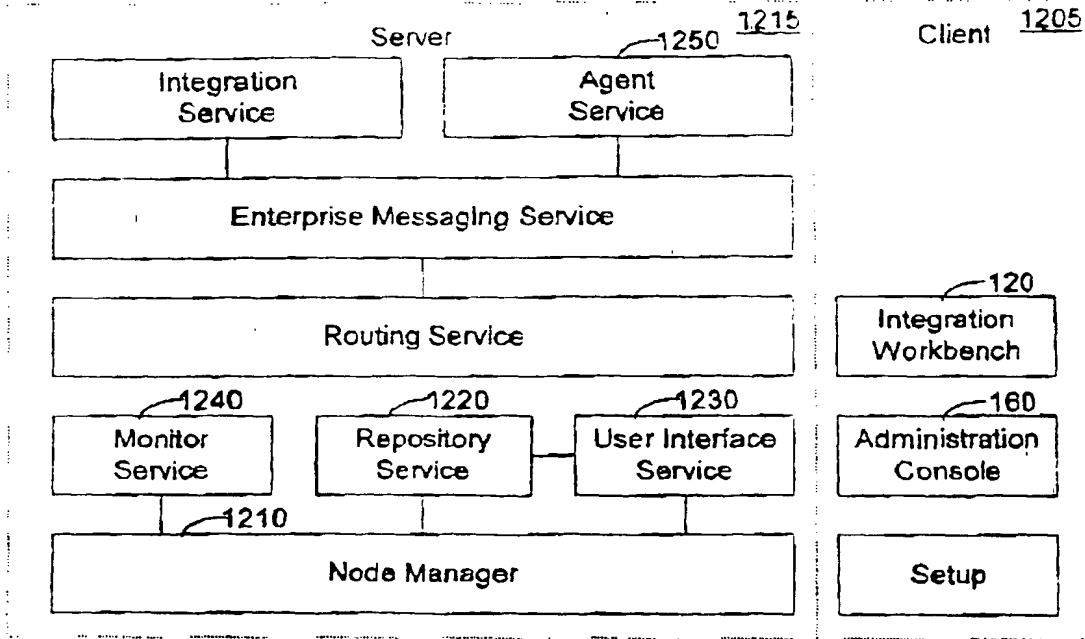 Server
1215
Client
1205
1250
Integration
Service
Agent
Service
Enterprise Messaging Service
Routing Service
120
Integration
Workbench
1240
Monitor
Service
1220
Repository
Service
1230
User Interface
Service
160
Administration
Console
1210
Node Manager
Setup